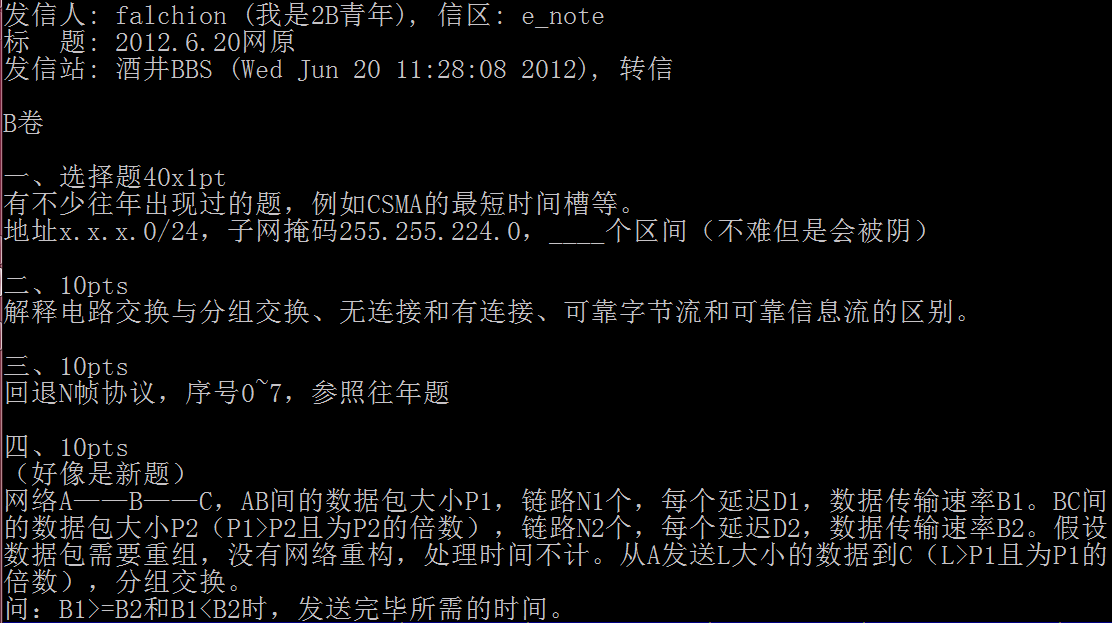 发信人: falchion (我是2B青年), 信区: e_note
标  题: 2012.6.20网原
发信站: 酒井BBS (Wed Jun 20 11:28:08 2012), 转信
B卷
一、选择题40x1pt
有不少往年出现过的题，例如CSMA的最短时间槽等。
地址x.x.x.0/24，子网掩码255.255.224.0，____个区间（不难但是会被阴）
二、10pts
解释电路交换与分组交换、无连接和有连接、可靠字节流和可靠信息流的区别。
三、10pts
回退N帧协议，序号0~7，参照往年题
四、10pts
（好像是新题）
网络A——B——C，AB间的数据包大小P1，链路N1个，每个延迟D1，数据传输速率B1。BC间
的数据包大小P2（P1>P2且为P2的倍数），链路N2个，每个延迟D2，数据传输速率B2。假设
数据包需要重组，没有网络重构，处理时间不计。从A发送L大小的数据到C（L>P1且为P1的
倍数），分组交换。
问：B1>=B2和B1<B2时，发送完毕所需的时间。